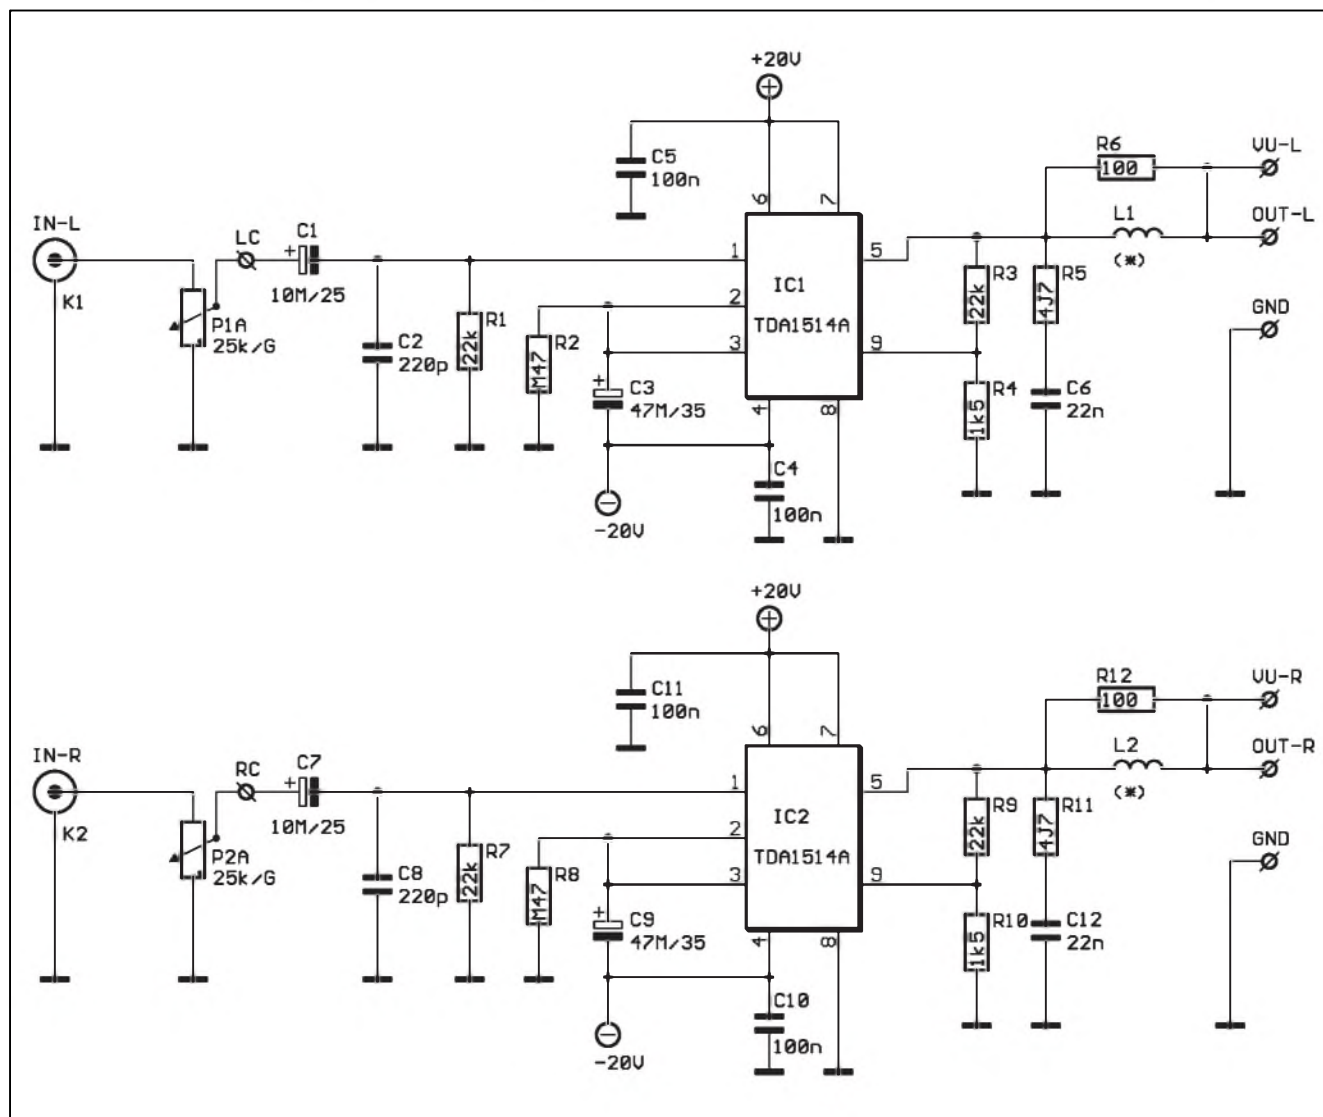 +20V
C5
100n
R6
100
VU-L
6
7
IN-L
LC
+
C1
L1
OUT-L
(*)
10M/25
K1
P1A
25k/G
1
5
IC1
TDA1514A
2
3
9
R3
22k
R5
4J7
GND
C2
220p
R1
22k
R2
M47
+
C3
47M/35
4
8
R4
1k5
C6
22n
C4
100n
-20V
+20V
C11
100n
R12
100
VU-R
6
7
IN-R
RC
+
C7
L2
OUT-R
(*)
10M/25
K2
P2A
25k/G
1
5
IC2
TDA1514A
2
3
9
R9
22k
R11
4J7
GND
C8
220p
R7
22k
R8
M47
+
C9
47M/35
4
8
R10
1k5
C12
22n
C10
100n
-20V